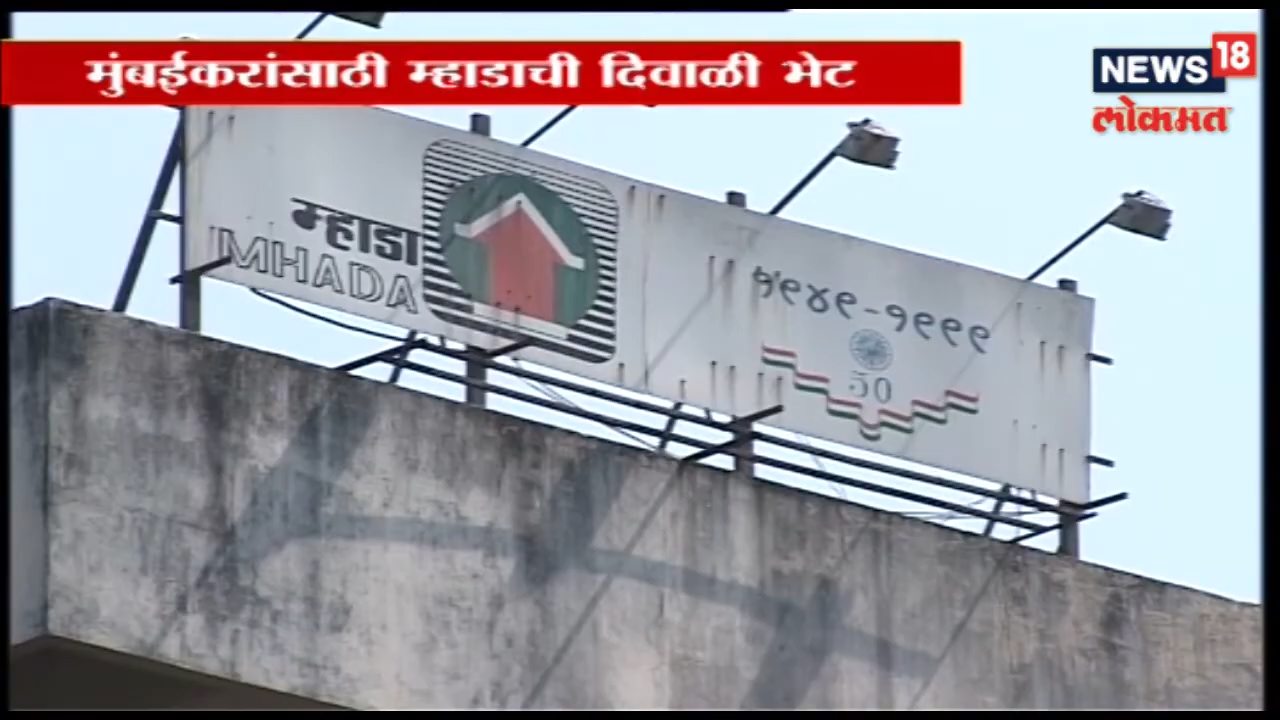 मुंबईकरांसाठी म्हाडाची दिवाळी भेट
NEWS 18
लोकमत
म्हाडा
MHADA
१९४९-१९९९
50